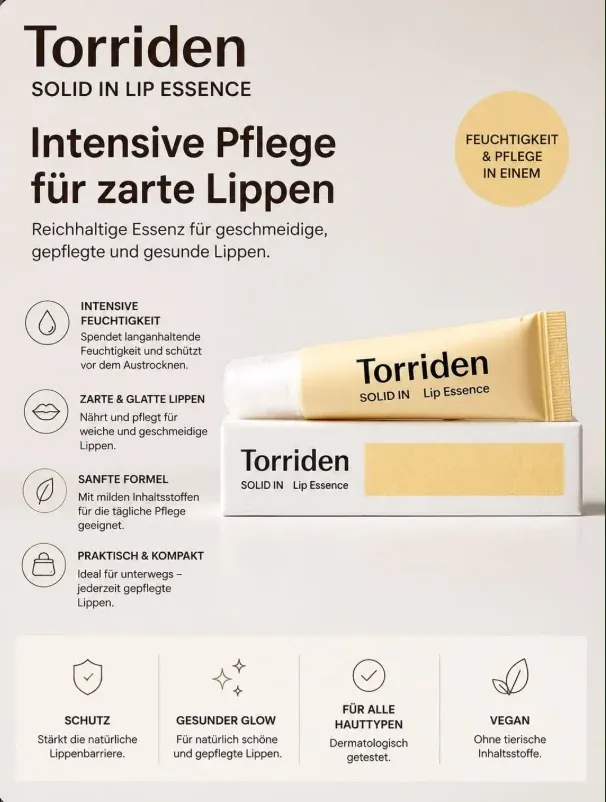 Torriden
SOLID IN LIP ESSENCE
Intensive Pflege
für zarte Lippen
Reichhaltige Essenz für geschmeidige,
gepflegte und gesunde Lippen.
FEUCHTIGKEIT
& PFLEGE
IN EINEM
INTENSIVE
FEUCHTIGKEIT
Spendet langanhaltende
Feuchtigkeit und schützt
vor dem Austrocknen.
ZARTE & GLATTE LIPPEN
Nährt und pflegt für
weiche und geschmeidige
Lippen.
SANFTE FORMEL
Mit milden Inhaltsstoffen
für die tägliche Pflege
geeignet.
PRAKTISCH & KOMPAKT
Ideal für unterwegs –
jederzeit gepflegte
Lippen.
Torriden
SOLID IN Lip Essence
Torriden
SOLID IN Lip Essence
SCHUTZ
Stärkt die natürliche
Lippenbarriere.
GESUNDER GLOW
Für natürlich schöne
und gepflegte Lippen.
FÜR ALLE
HAUTTYPEN
Dermatologisch
getestet.
VEGAN
Ohne tierische
Inhaltsstoffe.